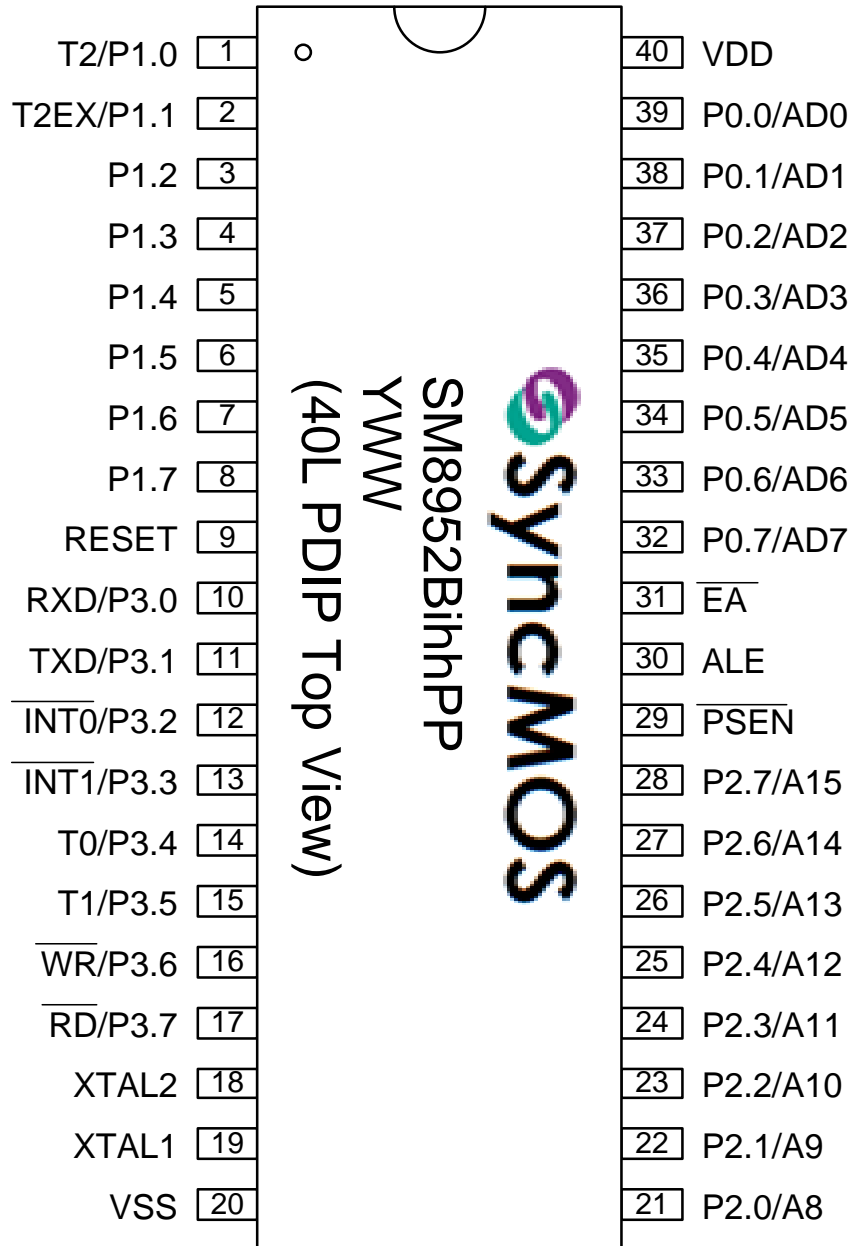 T2/P1.0 1
T2EX/P1.1 2
P1.2 3
P1.3 4
P1.4 5
P1.5 6
P1.6 7
P1.7 8
RESET 9
RXD/P3.0 10
TXD/P3.1 11
INT0/P3.2 12
INT1/P3.3 13
T0/P3.4 14
T1/P3.5 15
WR/P3.6 16
RD/P3.7 17
XTAL2 18
XTAL1 19
VSS 20
SyncMOS
SM8952BihhPP
YWW
(40L PDIP Top View)
40 VDD
39 P0.0/AD0
38 P0.1/AD1
37 P0.2/AD2
36 P0.3/AD3
35 P0.4/AD4
34 P0.5/AD5
33 P0.6/AD6
32 P0.7/AD7
31 EA
30 ALE
29 PSEN
28 P2.7/A15
27 P2.6/A14
26 P2.5/A13
25 P2.4/A12
24 P2.3/A11
23 P2.2/A10
22 P2.1/A9
21 P2.0/A8